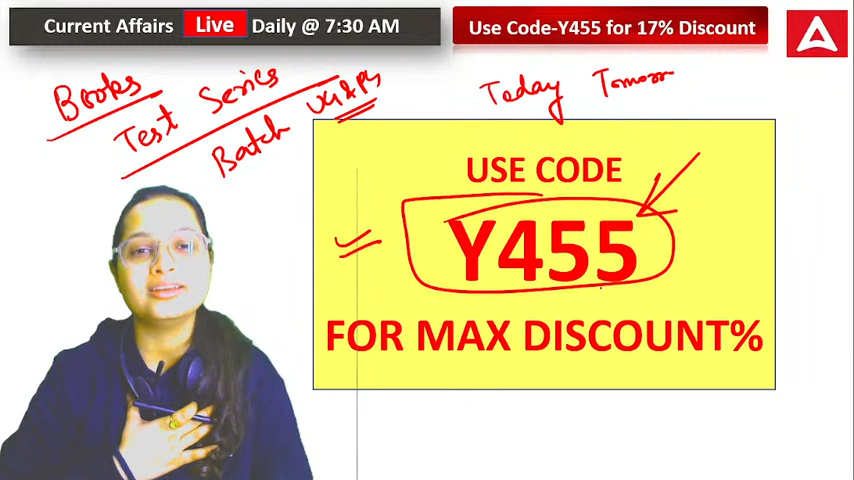 Current Affairs Live Daily @ 7:30 AM
Use Code-Y455 for 17% Discount
Books
Test Series
Batch
Today Tomorr
USE CODE
Y455
FOR MAX DISCOUNT%